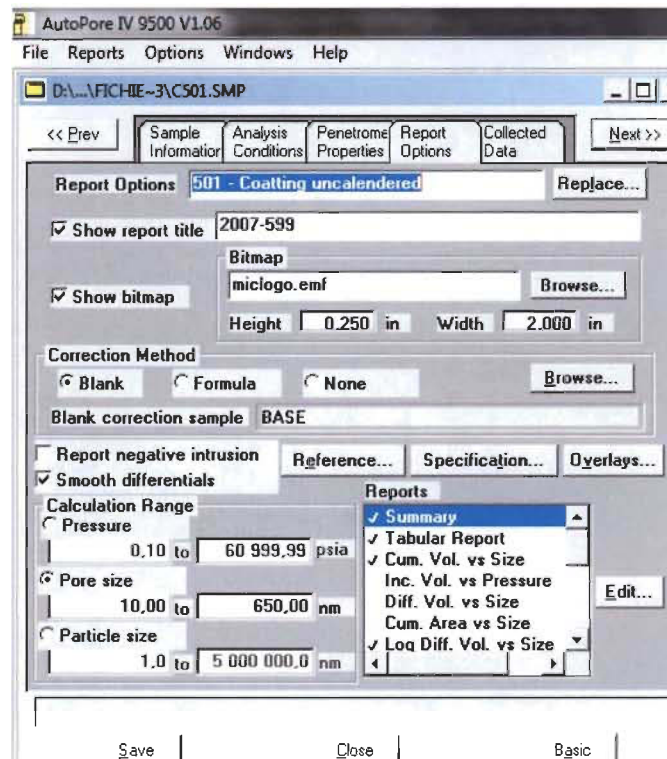 AutoPore IV 9500 V1.06
File Reports Options Windows Help
D:\...\FICHIE~3\C501.SMP
<< Prev
Sample Information
Analysis Conditions
Penetrome Properties
Report Options
Collected Data
Next >>
Report Options 501 - Coatting uncalendered Replace...
Show report title 2007-599
Bitmap
Show bitmap miclogo.emf Browse...
Height 0.250 in Width 2.000 in
Correction Method
Blank Formula None Browse...
Blank correction sample BASE
Report negative intrusion Reference... Specification... Overlays...
Smooth differentials
Calculation Range
Pressure
0,10 to 60 999,99 psia
Pore size
10,00 to 650,00 nm
Particle size
1,0 to 5 000 000,0 nm
Reports
Summary
Tabular Report
Cum. Vol. vs Size
Inc. Vol. vs Pressure
Diff. Vol. vs Size
Cum. Area vs Size
Log Diff. Vol. vs Size
Edit...
Save Close Basic